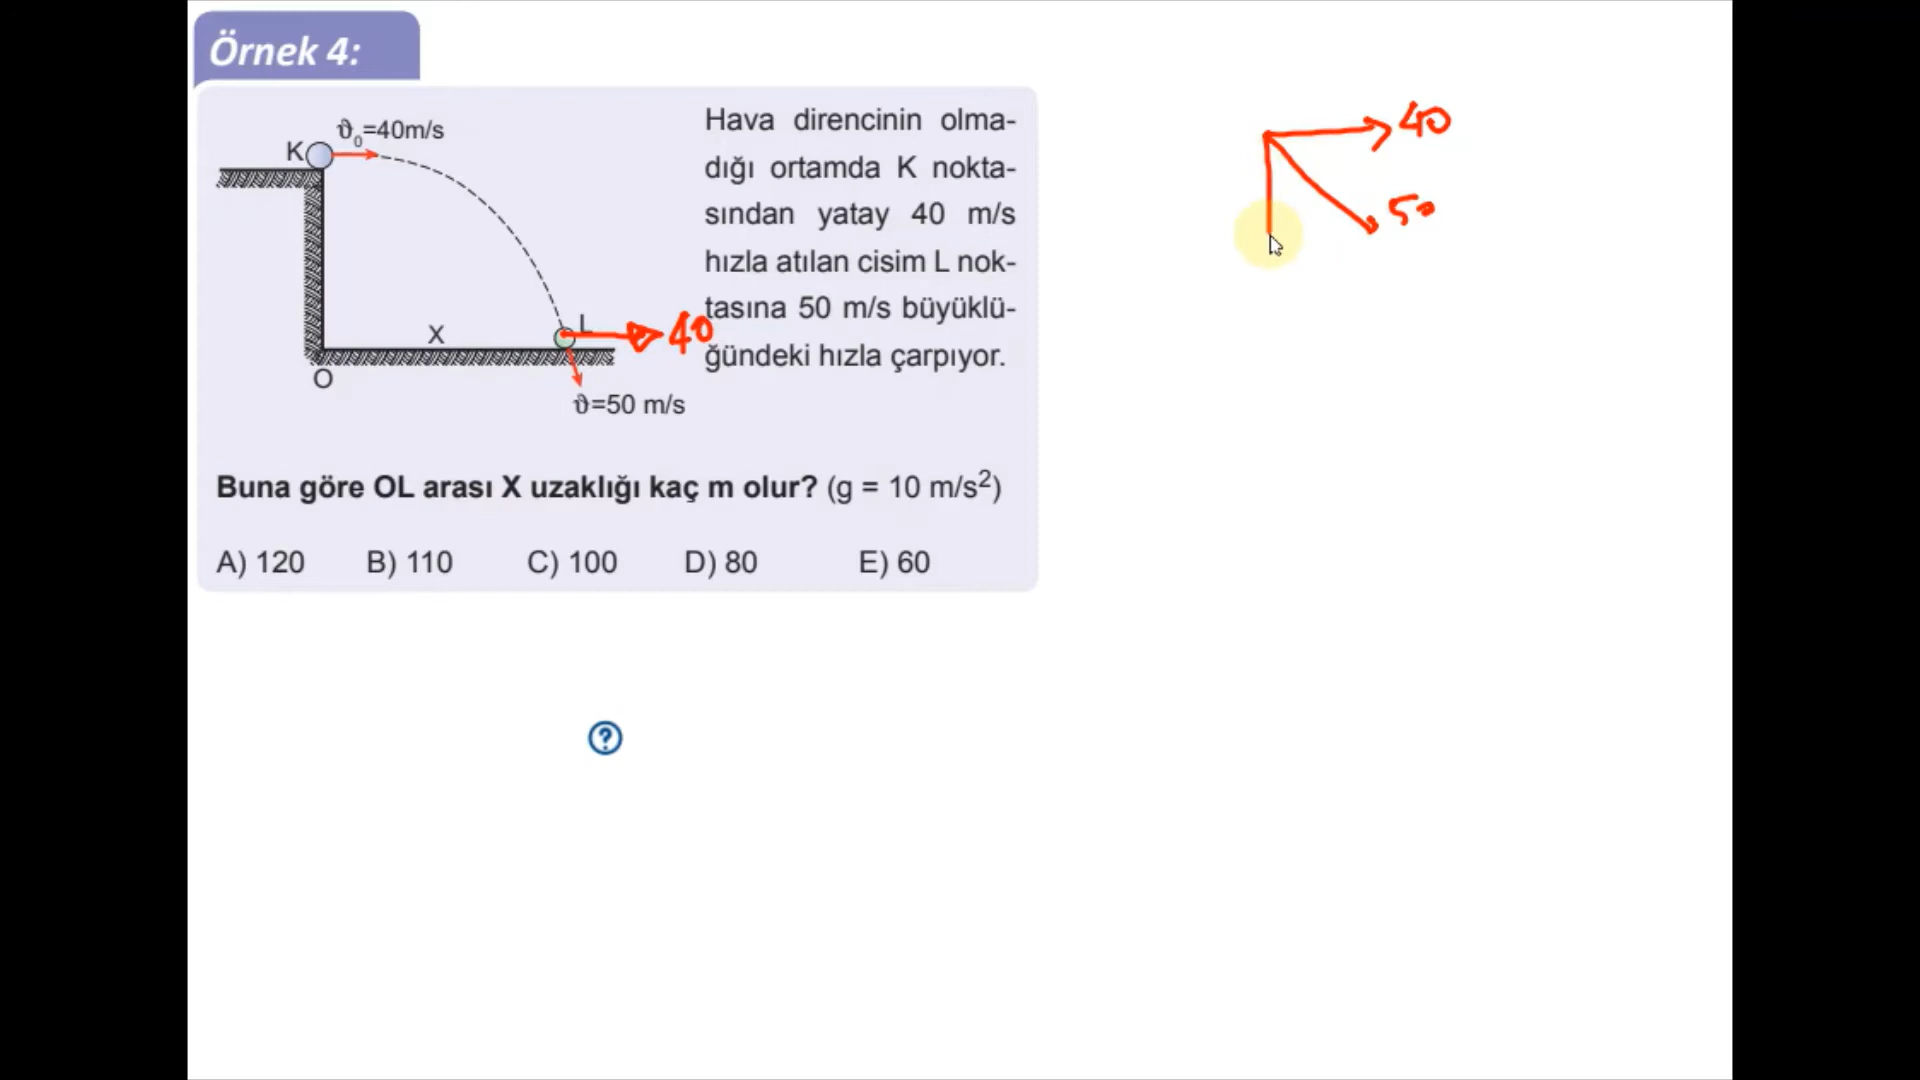 Örnek 4:
K
ϑ₀=40m/s
X
L
O
ϑ=50 m/s
40
Hava direncinin olma-
dığı ortamda K nokta-
sından yatay 40 m/s
hızla atılan cisim L nok-
tasına 50 m/s büyüklü-
ğündeki hızla çarpıyor.
Buna göre OL arası X uzaklığı kaç m olur? (g = 10 m/s²)
A) 120 B) 110 C) 100 D) 80 E) 60
40
50
?